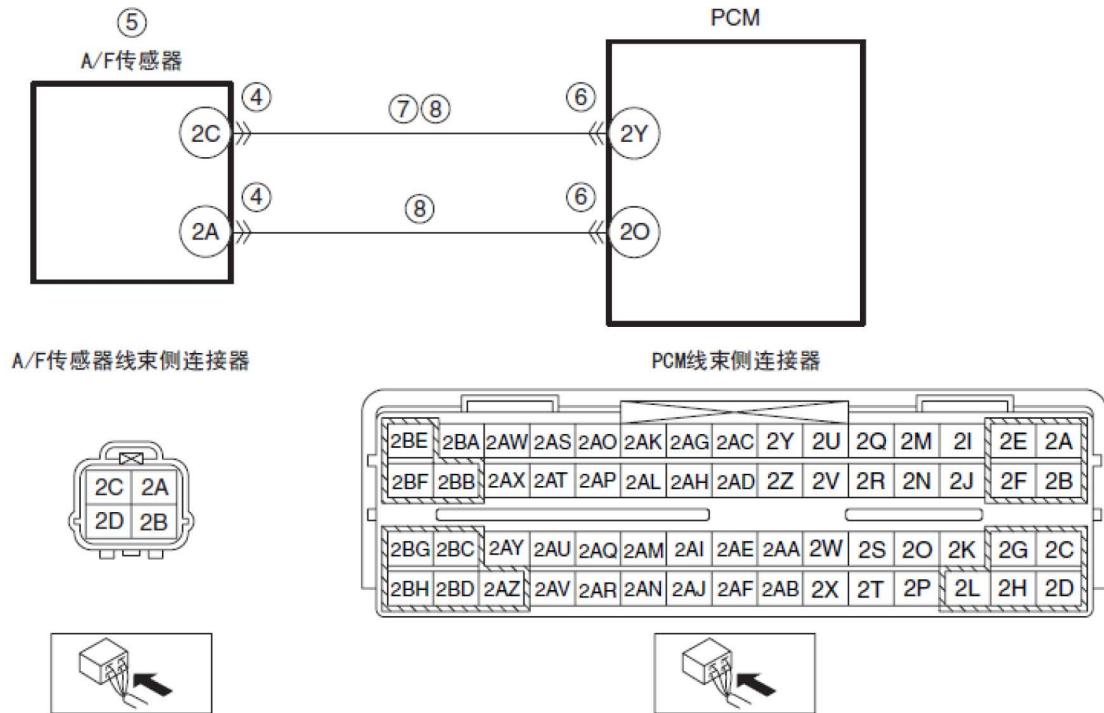 ⑤
PCM
A/F传感器
④ ⑦⑧ ⑥
2C 2Y
④ ⑧ ⑥
2A 2O
A/F传感器线束侧连接器
PCM线束侧连接器
2C 2A
2D 2B
2BE 2BA 2AW 2AS 2AO 2AK 2AG 2AC 2Y 2U 2Q 2M 2I 2E 2A
2BF 2BB 2AX 2AT 2AP 2AL 2AH 2AD 2Z 2V 2R 2N 2J 2F 2B
2BG 2BC 2AY 2AU 2AQ 2AM 2AI 2AE 2AA 2W 2S 2O 2K 2G 2C
2BH 2BD 2AZ 2AV 2AR 2AN 2AJ 2AF 2AB 2X 2T 2P 2L 2H 2D